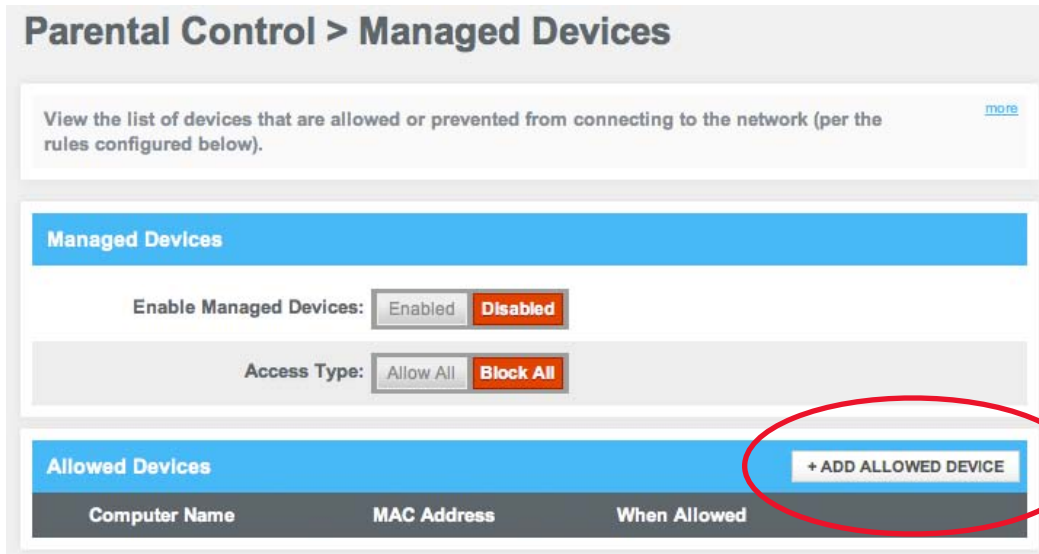 Parental Control > Managed Devices
View the list of devices that are allowed or prevented from connecting to the network (per the
rules configured below).
more
Managed Devices
Enable Managed Devices: Enabled Disabled
Access Type: Allow All Block All
Allowed Devices + ADD ALLOWED DEVICE
Computer Name MAC Address When Allowed